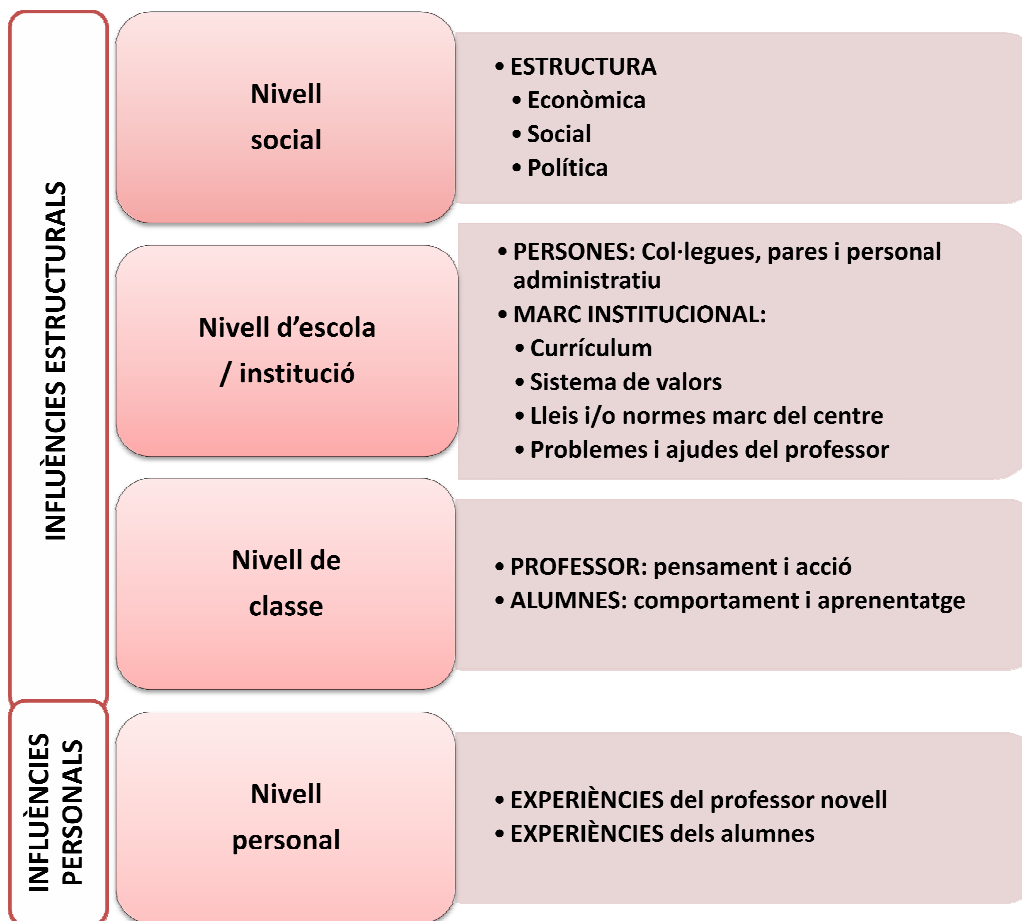 INFLUÈNCIES ESTRUCTURALS
Nivell
social
• ESTRUCTURA
• Econòmica
• Social
• Política
Nivell d’escola
/ institució
• PERSONES: Col·legues, pares i personal
administratiu
• MARC INSTITUCIONAL:
• Currículum
• Sistema de valors
• Lleis i/o normes marc del centre
• Problemes i ajudes del professor
Nivell de
classe
• PROFESSOR: pensament i acció
• ALUMNES: comportament i aprenentatge
INFLUÈNCIES
PERSONALS
Nivell
personal
• EXPERIÈNCIES del professor novell
• EXPERIÈNCIES dels alumnes